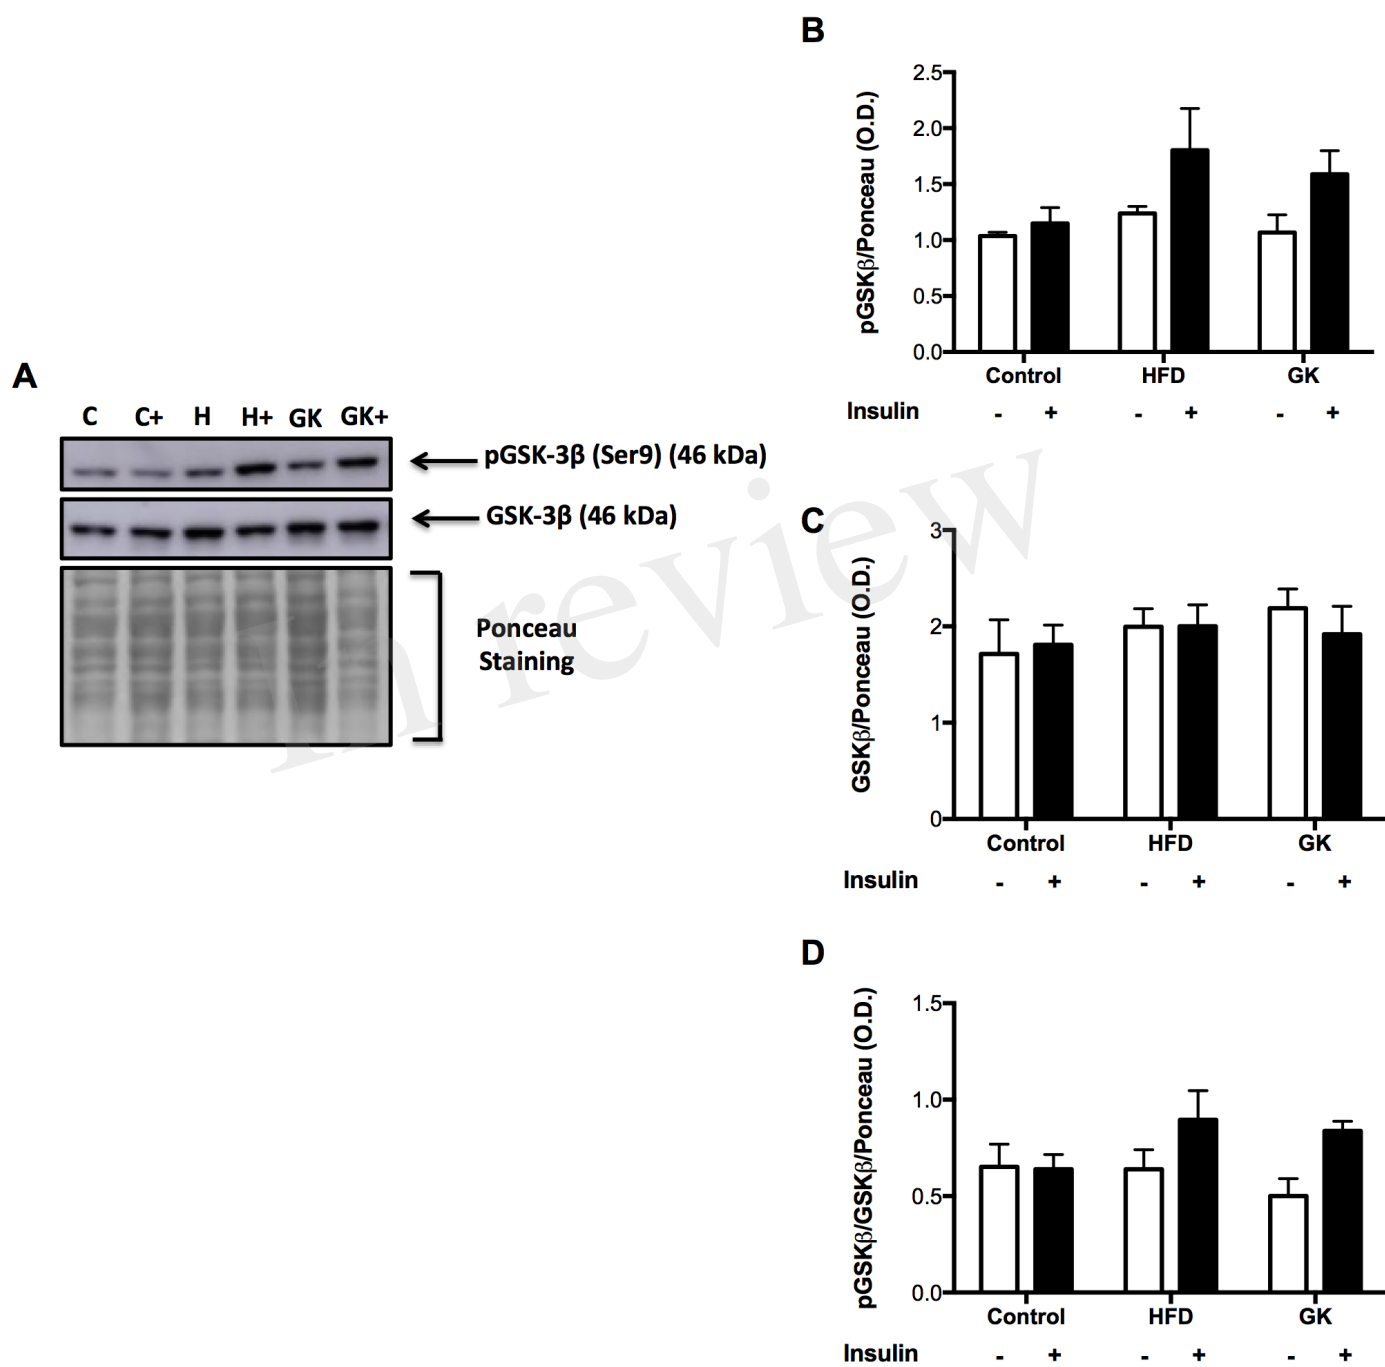 A
C C+ H H+ GK GK+
pGSK-3β (Ser9) (46 kDa)
GSK-3β (46 kDa)
Ponceau
Staining
B
pGSKβ/Ponceau (O.D.)
2.5
2.0
1.5
1.0
0.5
0.0
Control HFD GK
Insulin - + - + - +
C
GSKβ/Ponceau (O.D.)
3
2
1
0
Control HFD GK
Insulin - + - + - +
D
pGSKβ/GSKβ/Ponceau (O.D.)
1.5
1.0
0.5
0.0
Control HFD GK
Insulin - + - + - +
In review